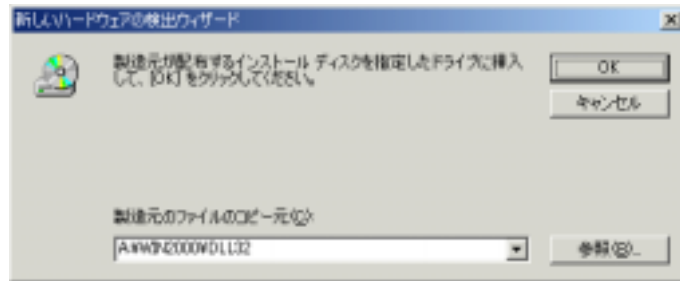 新しいハードウェアの検出ウィザード
製造元が配布するインストール ディスクを指定したドライブに挿入
して、[OK] をクリックしてください。
OK
キャンセル
製造元のファイルのコピー元(C):
A:¥WIN2000¥DLL32
参照(B)...